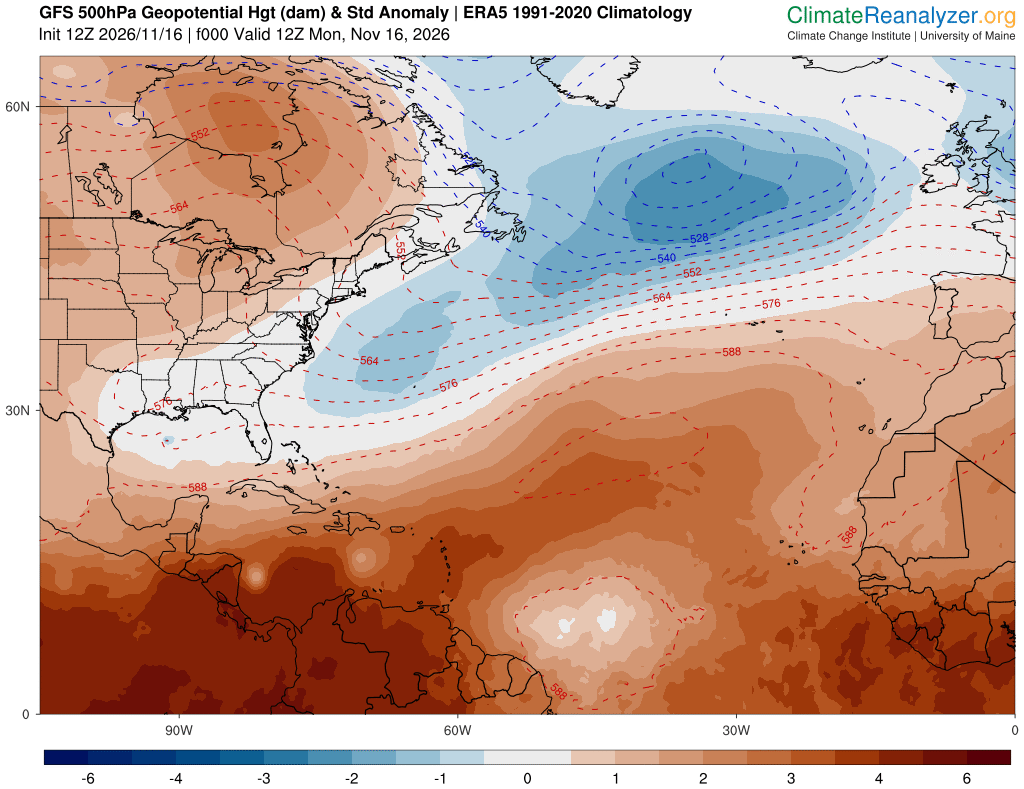 GFS 500hPa Geopotential Hgt (dam) & Std Anomaly | ERA5 1991-2020 Climatology
Init 12Z 2026/11/16 | f000 Valid 12Z Mon, Nov 16, 2026
ClimateReanalyzer.org
Climate Change Institute | University of Maine
60N
552
564
540
552
528
540
552
564
576
588
564
576
576
30N
588
588
588
0
90W
60W
30W
0
-6 -4 -3 -2 -1 0 1 2 3 4 6